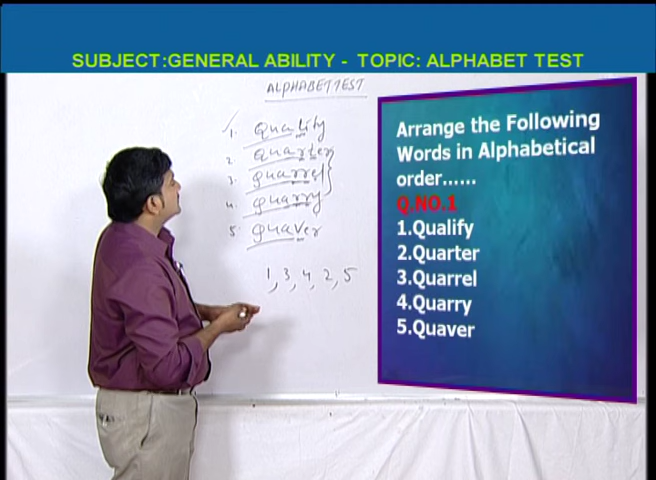 SUBJECT:GENERAL ABILITY - TOPIC: ALPHABET TEST
ALPHABET TEST
1. Quality
2. Quarter
3. quarrel
4. quarry
5. quaver
1, 3, 4, 2, 5
Arrange the Following
Words in Alphabetical
order......
Q.NO.1
1.Qualify
2.Quarter
3.Quarrel
4.Quarry
5.Quaver